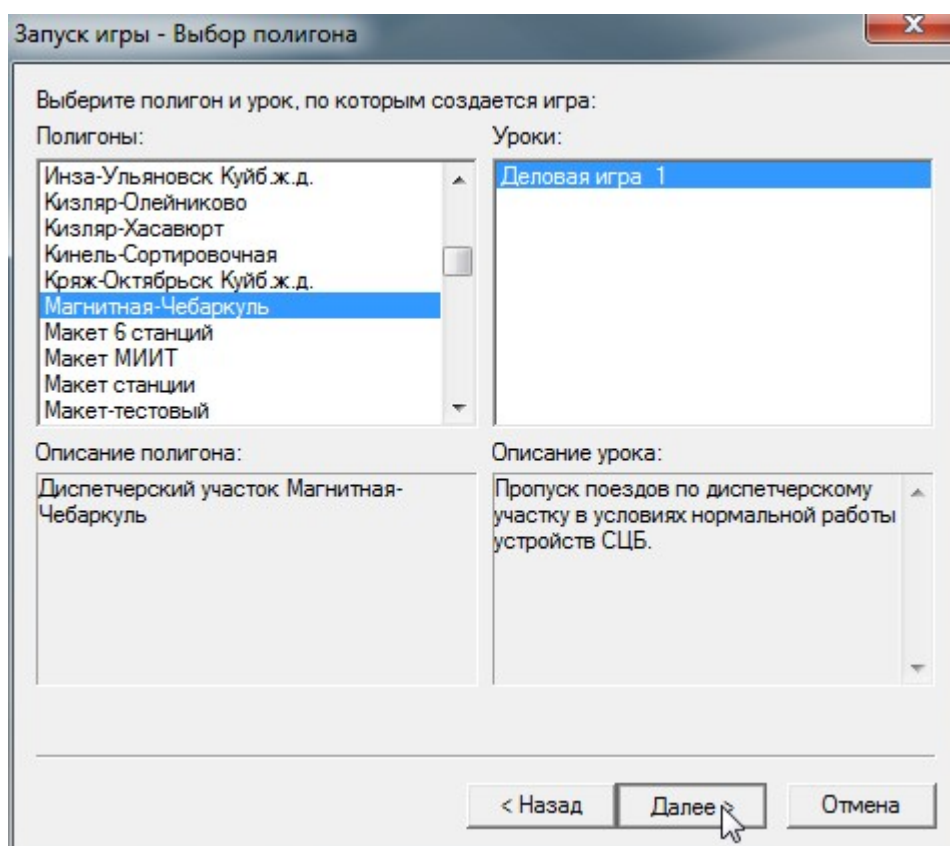 Запуск игры - Выбор полигона
Выберите полигон и урок, по которым создается игра:
Полигоны:
Уроки:
Инза-Ульяновск Куйб.ж.д.
Кизляр-Олейниково
Кизляр-Хасавюрт
Кинель-Сортировочная
Кряж-Октябрьск Куйб.ж.д.
Магнитная-Чебаркуль
Макет 6 станций
Макет МИИТ
Макет станции
Макет-тестовый
Деловая игра 1
Описание полигона:
Диспетчерский участок Магнитная-
Чебаркуль
Описание урока:
Пропуск поездов по диспетчерскому
участку в условиях нормальной работы
устройств СЦБ.
< Назад
Далее >
Отмена